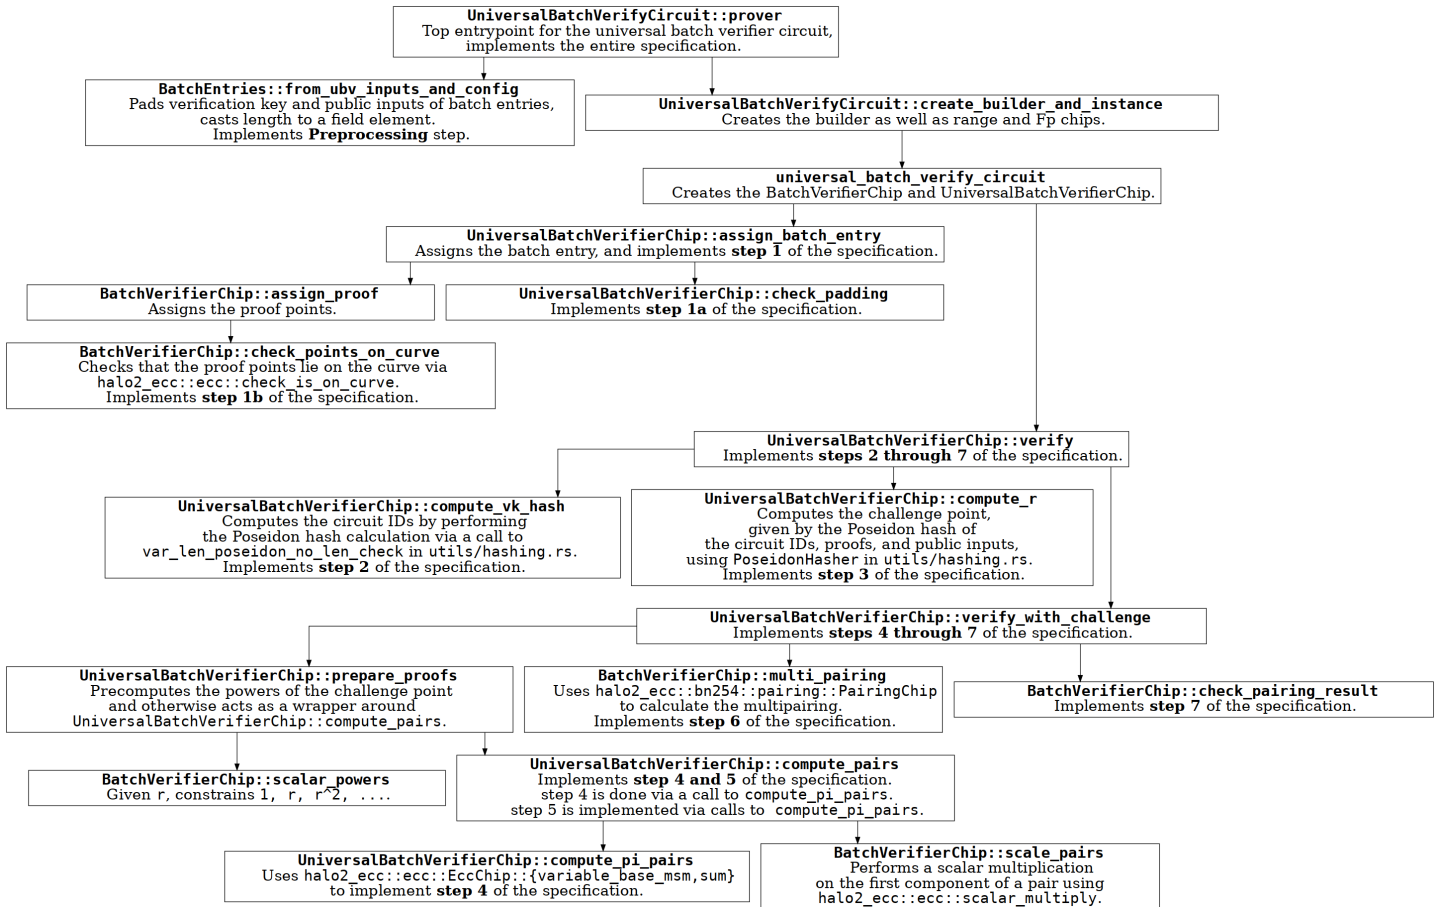 UniversalBatchVerifyCircuit::prover
Top entrypoint for the universal batch verifier circuit,
implements the entire specification.
BatchEntries::from_ubv_inputs_and_config
Pads verification key and public inputs of batch entries,
casts length to a field element.
Implements Preprocessing step.
UniversalBatchVerifyCircuit::create_builder_and_instance
Creates the builder as well as range and Fp chips.
universal_batch_verify_circuit
Creates the BatchVerifierChip and UniversalBatchVerifierChip.
UniversalBatchVerifierChip::assign_batch_entry
Assigns the batch entry, and implements step 1 of the specification.
BatchVerifierChip::assign_proof
Assigns the proof points.
UniversalBatchVerifierChip::check_padding
Implements step 1a of the specification.
BatchVerifierChip::check_points_on_curve
Checks that the proof points lie on the curve via
halo2_ecc::ecc::check_is_on_curve.
Implements step 1b of the specification.
UniversalBatchVerifierChip::verify
Implements steps 2 through 7 of the specification.
UniversalBatchVerifierChip::compute_vk_hash
Computes the circuit IDs by performing
the Poseidon hash calculation via a call to
var_len_poseidon_no_len_check in utils/hashing.rs.
Implements step 2 of the specification.
UniversalBatchVerifierChip::compute_r
Computes the challenge point,
given by the Poseidon hash of
the circuit IDs, proofs, and public inputs,
using PoseidonHasher in utils/hashing.rs.
Implements step 3 of the specification.
UniversalBatchVerifierChip::verify_with_challenge
Implements steps 4 through 7 of the specification.
UniversalBatchVerifierChip::prepare_proofs
Precomputes the powers of the challenge point
and otherwise acts as a wrapper around
UniversalBatchVerifierChip::compute_pairs.
BatchVerifierChip::multi_pairing
Uses halo2_ecc::bn254::pairing::PairingChip
to calculate the multipairing.
Implements step 6 of the specification.
BatchVerifierChip::check_pairing_result
Implements step 7 of the specification.
BatchVerifierChip::scalar_powers
Given r, constrains 1, r, r^2, ....
UniversalBatchVerifierChip::compute_pairs
Implements step 4 and 5 of the specification.
step 4 is done via a call to compute_pi_pairs.
step 5 is implemented via calls to compute_pi_pairs.
UniversalBatchVerifierChip::compute_pi_pairs
Uses halo2_ecc::ecc::EccChip::{variable_base_msm,sum}
to implement step 4 of the specification.
BatchVerifierChip::scale_pairs
Performs a scalar multiplication
on the first component of a pair using
halo2_ecc::ecc::scalar_multiply.